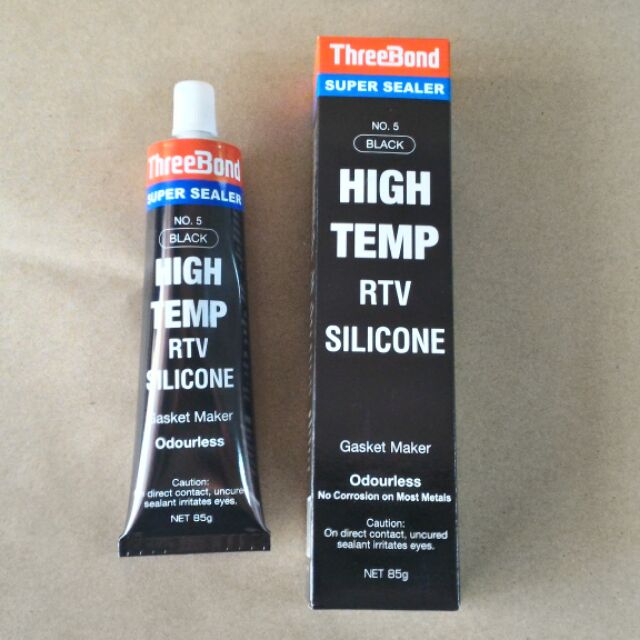 ThreeBond
SUPER SEALER
NO. 5
BLACK
HIGH
TEMP
RTV
SILICONE
Gasket Maker
Odourless
Caution:
On direct contact, uncured
sealant irritates eyes.
NET 85g
ThreeBond
SUPER SEALER
NO. 5
BLACK
HIGH
TEMP
RTV
SILICONE
Gasket Maker
Odourless
No Corrosion on Most Metals
Caution:
On direct contact, uncured
sealant irritates eyes.
NET 85g